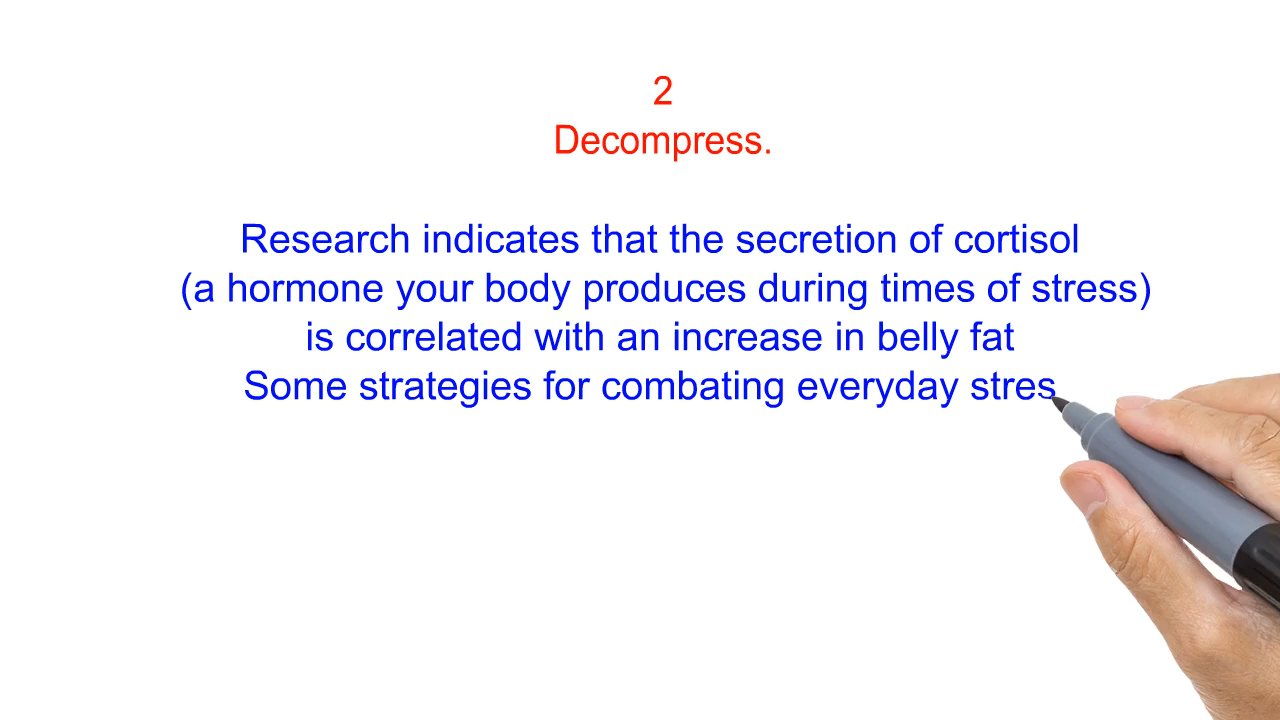 2
Decompress.
Research indicates that the secretion of cortisol
(a hormone your body produces during times of stress)
is correlated with an increase in belly fat
Some strategies for combating everyday stres